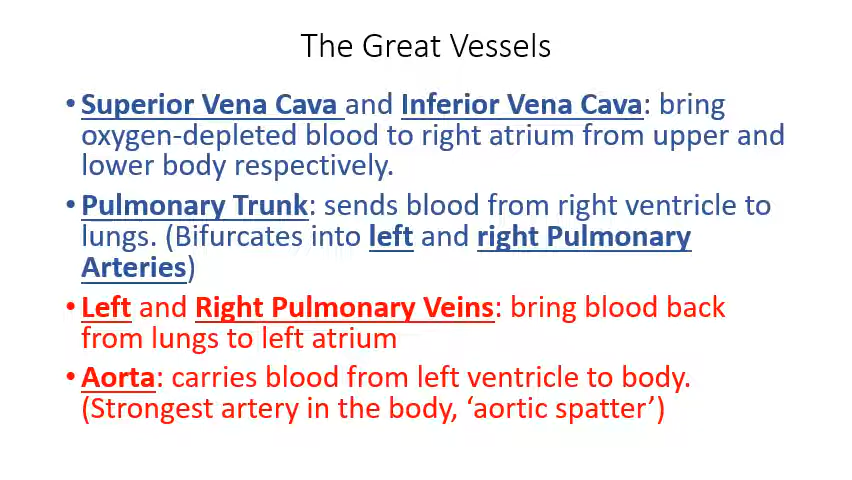 The Great Vessels
• Superior Vena Cava and Inferior Vena Cava: bring
oxygen-depleted blood to right atrium from upper and
lower body respectively.
• Pulmonary Trunk: sends blood from right ventricle to
lungs. (Bifurcates into left and right Pulmonary
Arteries)
• Left and Right Pulmonary Veins: bring blood back
from lungs to left atrium
• Aorta: carries blood from left ventricle to body.
(Strongest artery in the body, ‘aortic spatter’)